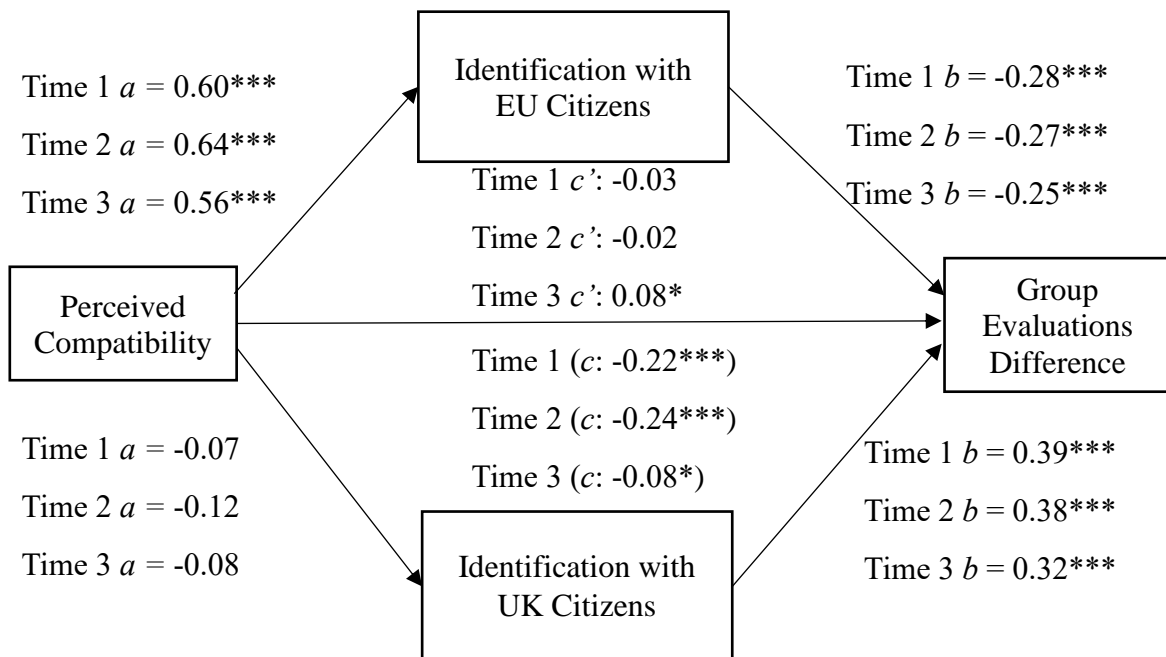 Identification with
EU Citizens
Time 1 a = 0.60***
Time 2 a = 0.64***
Time 3 a = 0.56***
Time 1 b = -0.28***
Time 2 b = -0.27***
Time 3 b = -0.25***
Time 1 c’: -0.03
Time 2 c’: -0.02
Time 3 c’: 0.08*
Perceived
Compatibility
Group
Evaluations
Difference
Time 1 (c: -0.22***)
Time 2 (c: -0.24***)
Time 3 (c: -0.08*)
Time 1 a = -0.07
Time 2 a = -0.12
Time 3 a = -0.08
Time 1 b = 0.39***
Time 2 b = 0.38***
Time 3 b = 0.32***
Identification with
UK Citizens